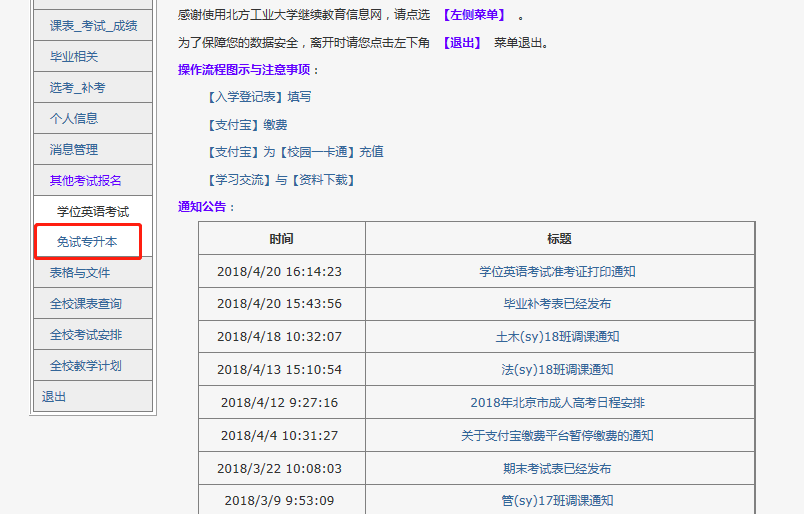 课表_考试_成绩
毕业相关
选考_补考
个人信息
消息管理
其他考试报名
学位英语考试
免试专升本
表格与文件
全校课表查询
全校考试安排
全校教学计划
退出
感谢使用北方工业大学继续教育信息网，请点选 【左侧菜单】 。
为了保障您的数据安全，离开时请您点击左下角 【退出】 菜单退出。
操作流程图示与注意事项：
【入学登记表】填写
【支付宝】缴费
【支付宝】为【校园一卡通】充值
【学习交流】与【资料下载】
通知公告：
时间 标题
2018/4/20 16:14:23 学位英语考试准考证打印通知
2018/4/20 15:43:56 毕业补考表已经发布
2018/4/18 10:32:07 土木(sy)18班调课通知
2018/4/13 15:10:54 法(sy)18班调课通知
2018/4/12 9:27:16 2018年北京市成人高考日程安排
2018/4/4 10:31:27 关于支付宝缴费平台暂停缴费的通知
2018/3/22 10:08:03 期末考试表已经发布
2018/3/9 9:53:09 管(sy)17班调课通知